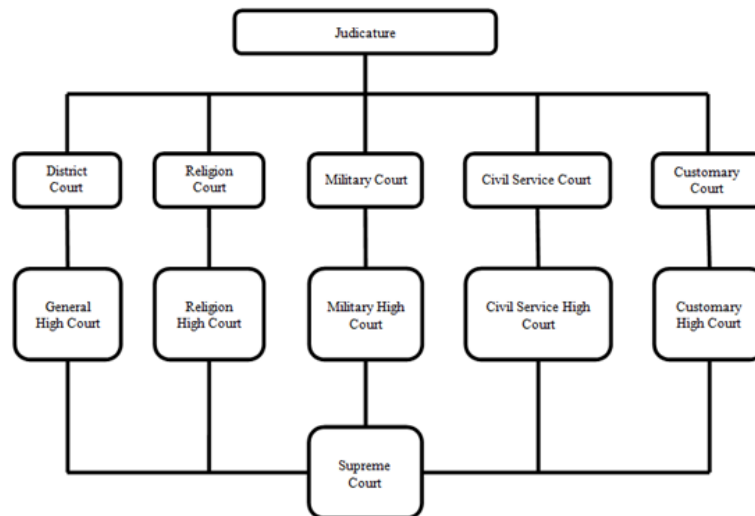 Judicature
District
Court
Religion
Court
Military Court
Civil Service Court
Customary
Court
General
High Court
Religion
High Court
Military High
Court
Civil Service High
Court
Customary
High Court
Supreme
Court